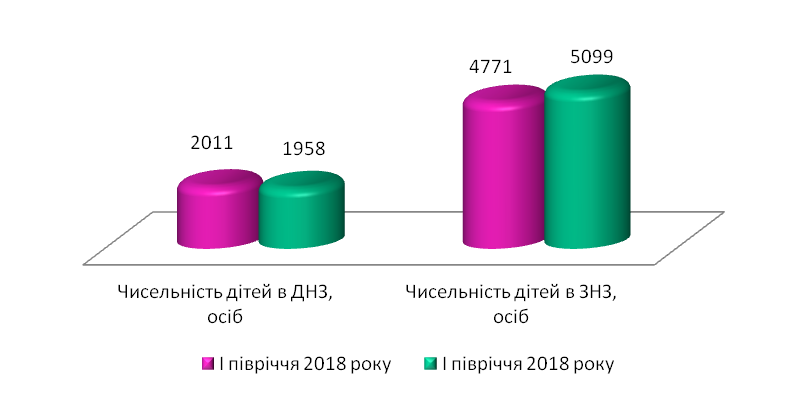 4771
5099
2011
1958
Чисельність дітей в ДНЗ,
осіб
Чисельність дітей в ЗНЗ,
осіб
І півріччя 2018 року
І півріччя 2018 року